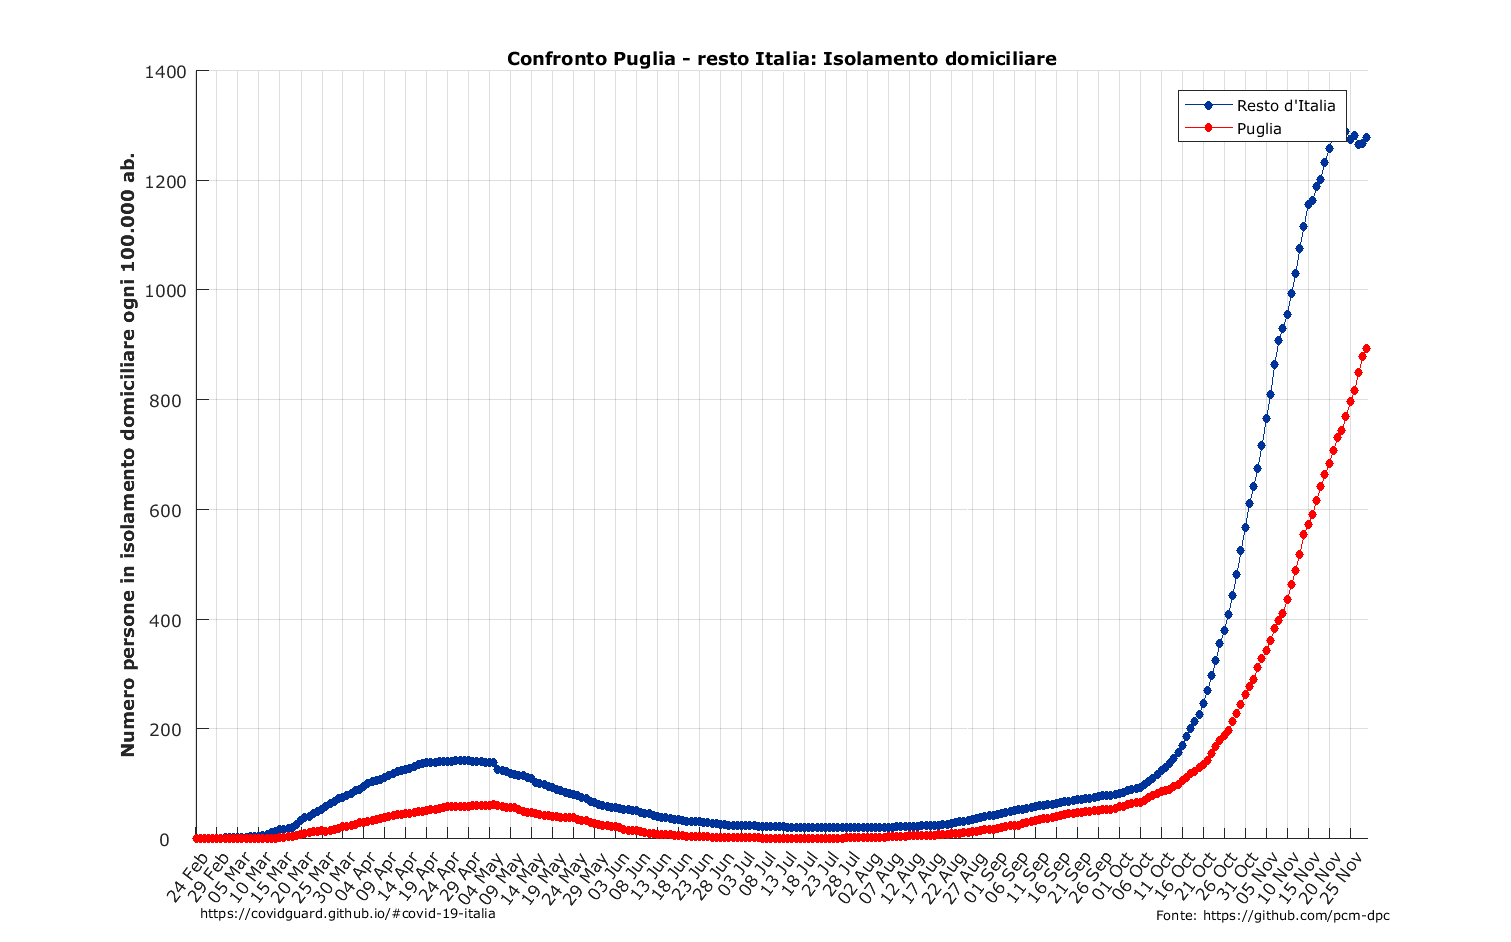 Confronto Puglia - resto Italia: Isolamento domiciliare
Numero persone in isolamento domiciliare ogni 100.000 ab.
1400
1200
1000
800
600
400
200
0
Resto d'Italia
Puglia
24 Feb
29 Feb
05 Mar
10 Mar
15 Mar
20 Mar
25 Mar
30 Mar
04 Apr
09 Apr
14 Apr
19 Apr
24 Apr
29 Apr
04 May
09 May
14 May
19 May
24 May
29 May
03 Jun
08 Jun
13 Jun
18 Jun
23 Jun
28 Jun
03 Jul
08 Jul
13 Jul
18 Jul
23 Jul
28 Jul
02 Aug
07 Aug
12 Aug
17 Aug
22 Aug
27 Aug
01 Sep
06 Sep
11 Sep
16 Sep
21 Sep
26 Sep
01 Oct
06 Oct
11 Oct
16 Oct
21 Oct
26 Oct
31 Oct
05 Nov
10 Nov
15 Nov
20 Nov
25 Nov
https://covidguard.github.io/#covid-19-italia
Fonte: https://github.com/pcm-dpc